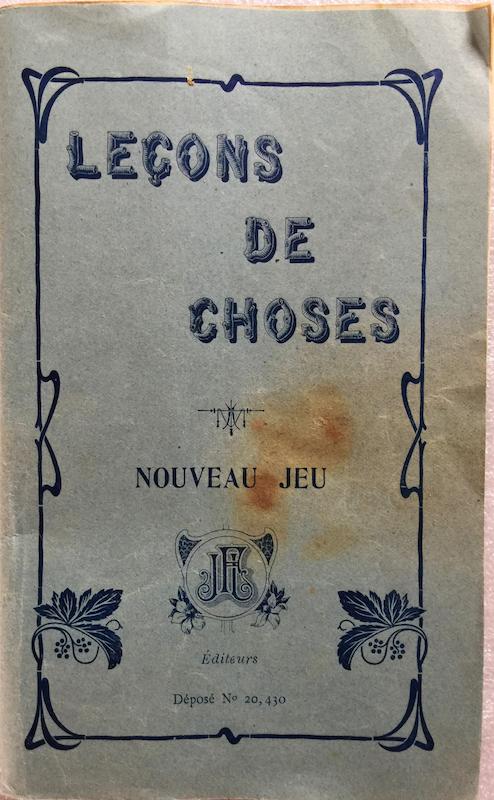 LEÇONS
DE
CHOSES
NOUVEAU JEU
Éditeurs
Déposé Nº 20,430